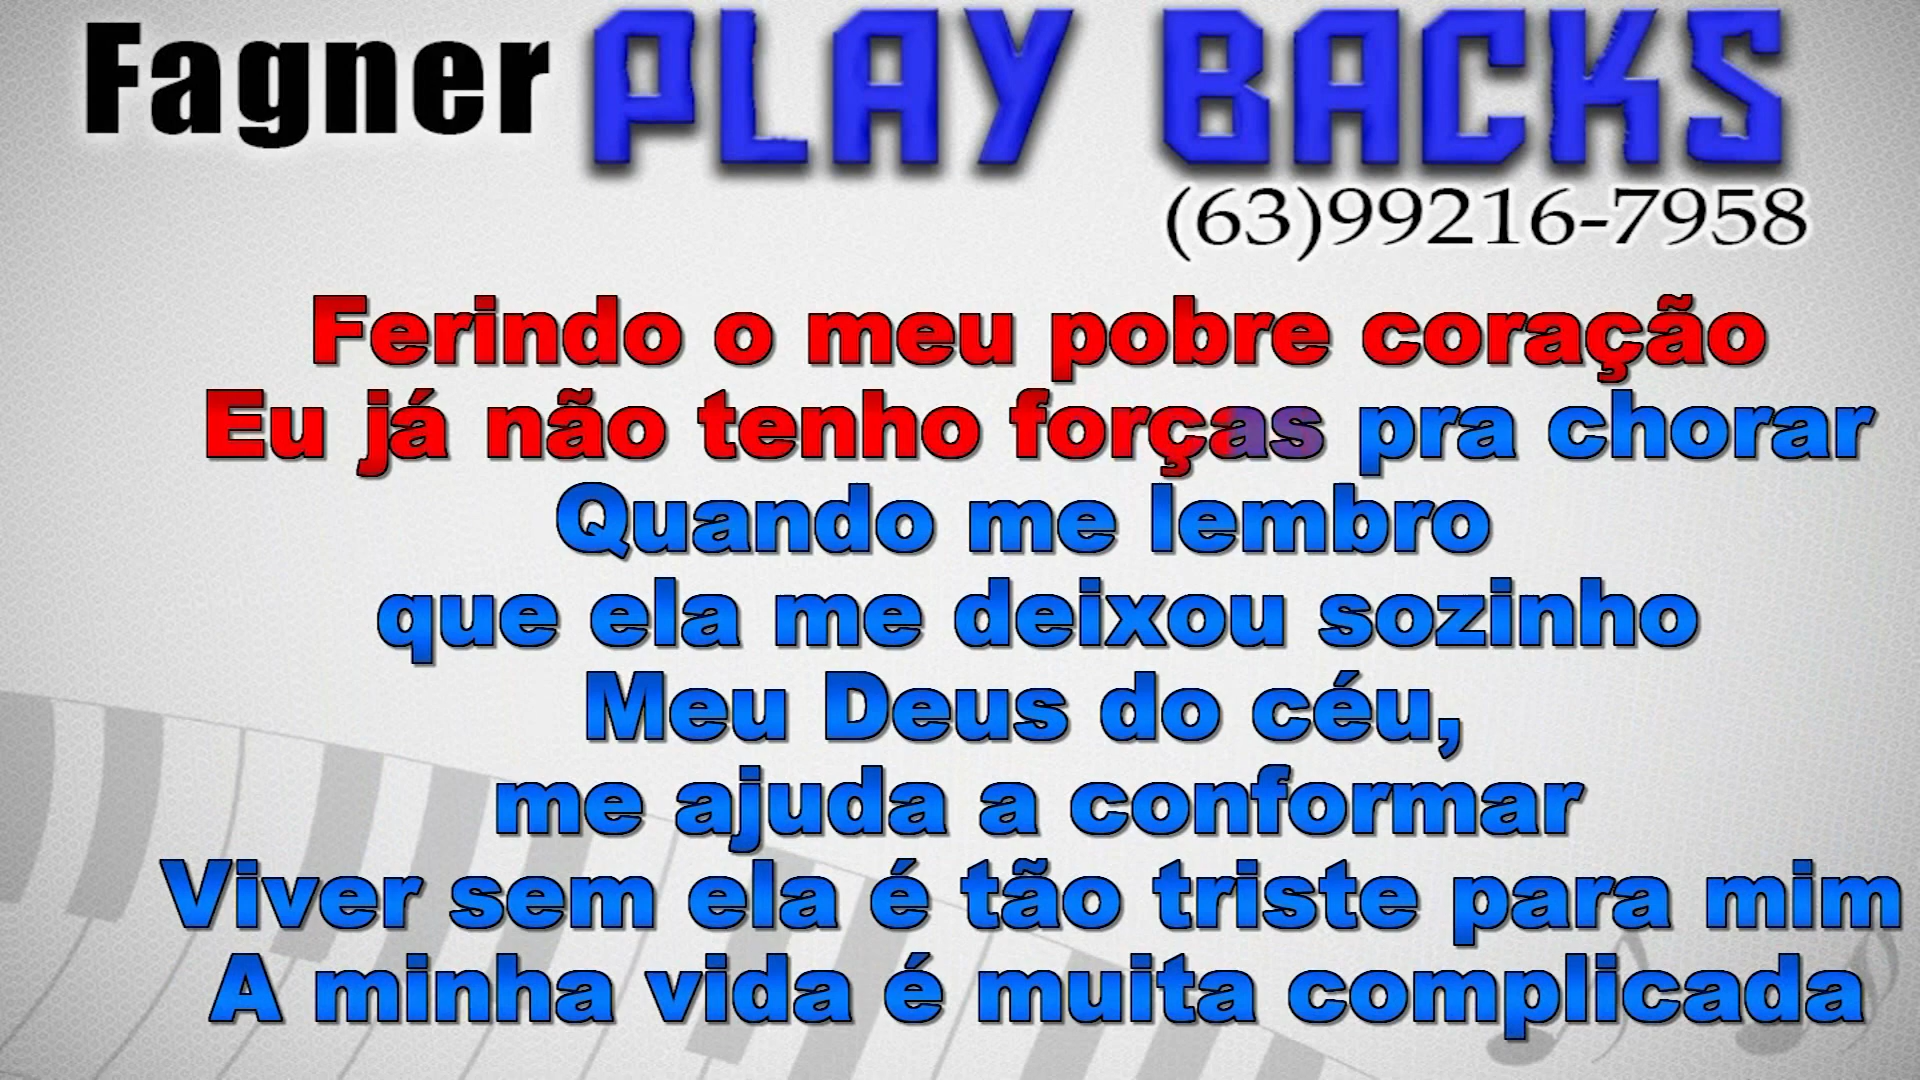 Fagner PLAY BACKS
(63)99216-7958
Ferindo o meu pobre coração
Eu já não tenho forças pra chorar
Quando me lembro
que ela me deixou sozinho
Meu Deus do céu,
me ajuda a conformar
Viver sem ela é tão triste para mim
A minha vida é muita complicada